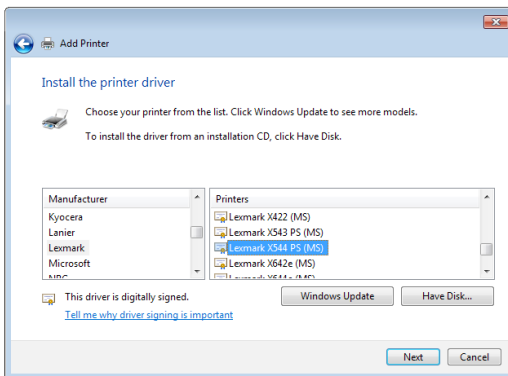 Add Printer
Install the printer driver
Choose your printer from the list. Click Windows Update to see more models.
To install the driver from an installation CD, click Have Disk.
Manufacturer
Kyocera
Lanier
Lexmark
Microsoft
Printers
Lexmark X422 (MS)
Lexmark X543 PS (MS)
Lexmark X544 PS (MS)
Lexmark X642e (MS)
This driver is digitally signed.
Tell me why driver signing is important
Windows Update
Have Disk...
Next
Cancel